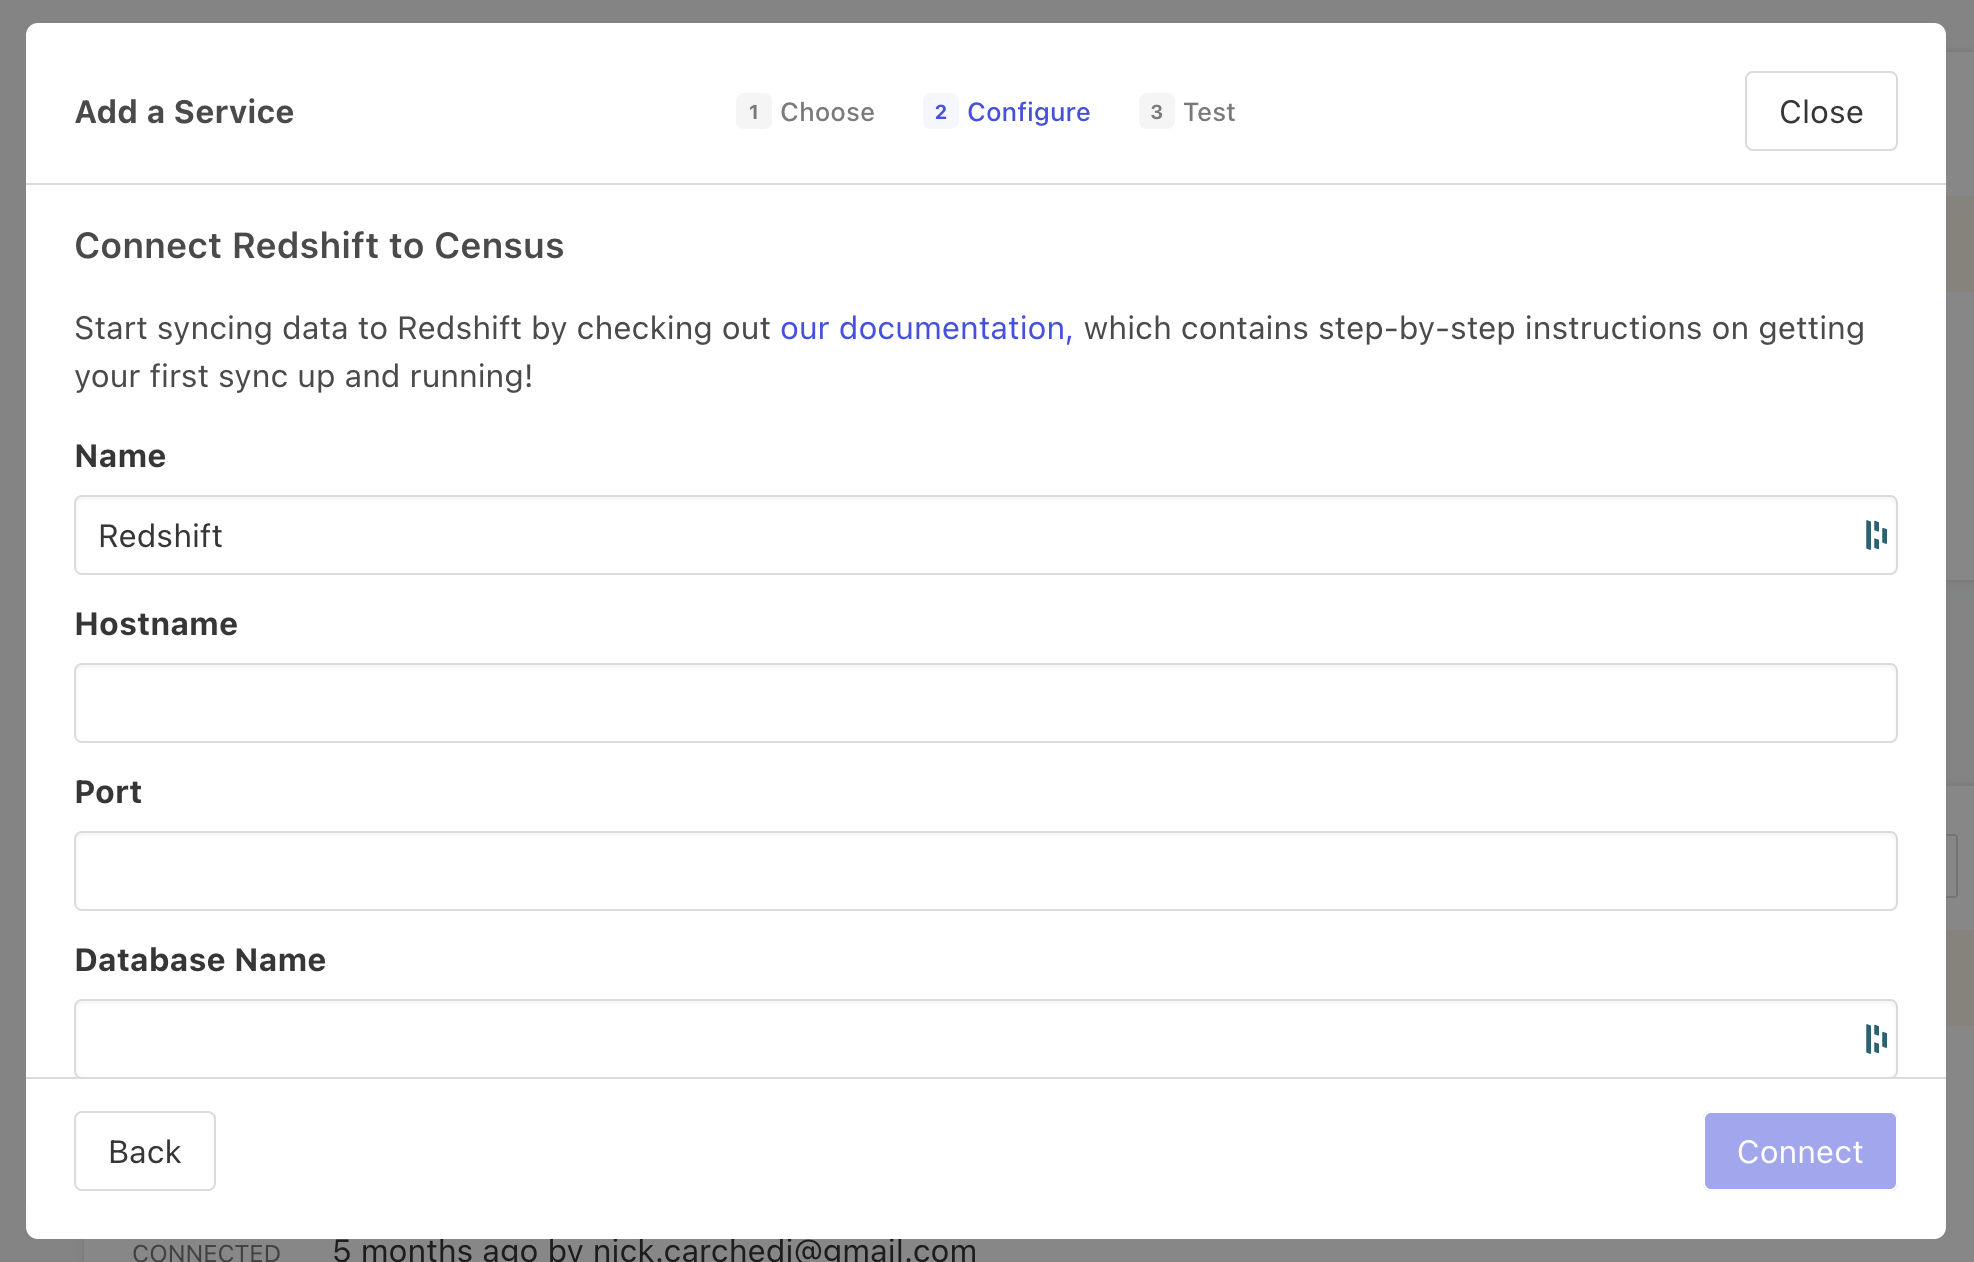 Add a Service
1 Choose 2 Configure 3 Test
Close
Connect Redshift to Census
Start syncing data to Redshift by checking out our documentation, which contains step-by-step instructions on getting
your first sync up and running!
Name
Redshift
Hostname
Port
Database Name
Back
Connect
CONNECTED 5 months ago by nick.carchedi@gmail.com